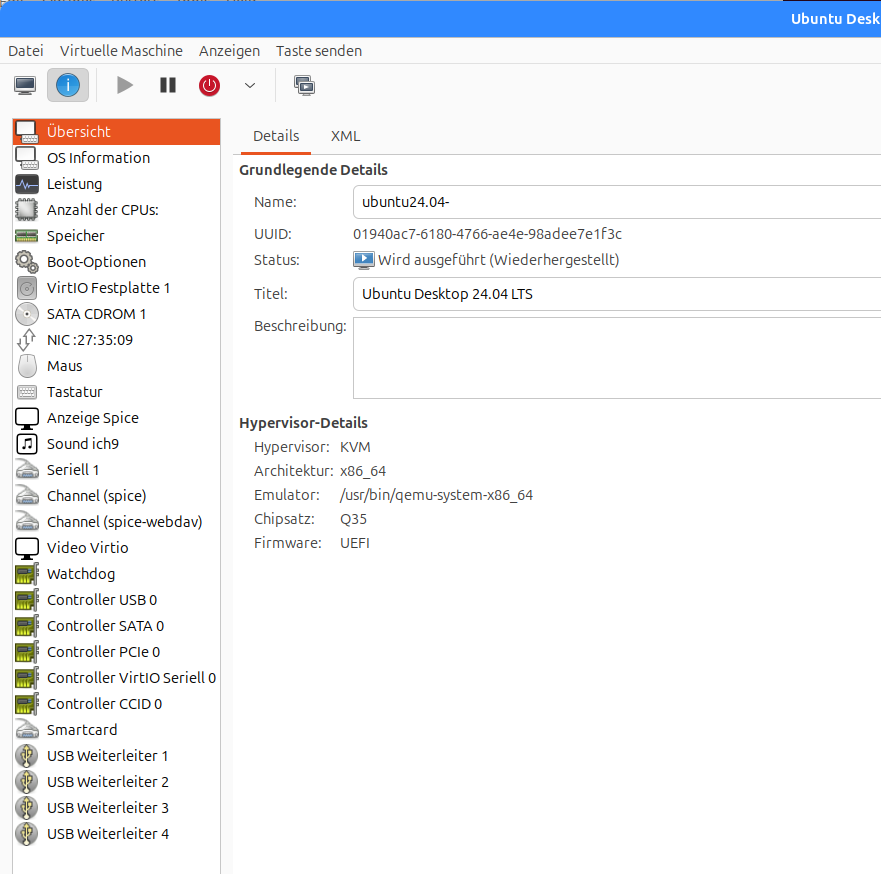 Ubuntu Desk
Datei Virtuelle Maschine Anzeigen Taste senden
Übersicht
OS Information
Leistung
Anzahl der CPUs:
Speicher
Boot-Optionen
VirtIO Festplatte 1
SATA CDROM 1
NIC :27:35:09
Maus
Tastatur
Anzeige Spice
Sound ich9
Seriell 1
Channel (spice)
Channel (spice-webdav)
Video Virtio
Watchdog
Controller USB 0
Controller SATA 0
Controller PCIe 0
Controller VirtIO Seriell 0
Controller CCID 0
Smartcard
USB Weiterleiter 1
USB Weiterleiter 2
USB Weiterleiter 3
USB Weiterleiter 4
Details XML
Grundlegende Details
Name: ubuntu24.04-
UUID: 01940ac7-6180-4766-ae4e-98adee7e1f3c
Status: Wird ausgeführt (Wiederhergestellt)
Titel: Ubuntu Desktop 24.04 LTS
Beschreibung:
Hypervisor-Details
Hypervisor: KVM
Architektur: x86_64
Emulator: /usr/bin/qemu-system-x86_64
Chipsatz: Q35
Firmware: UEFI